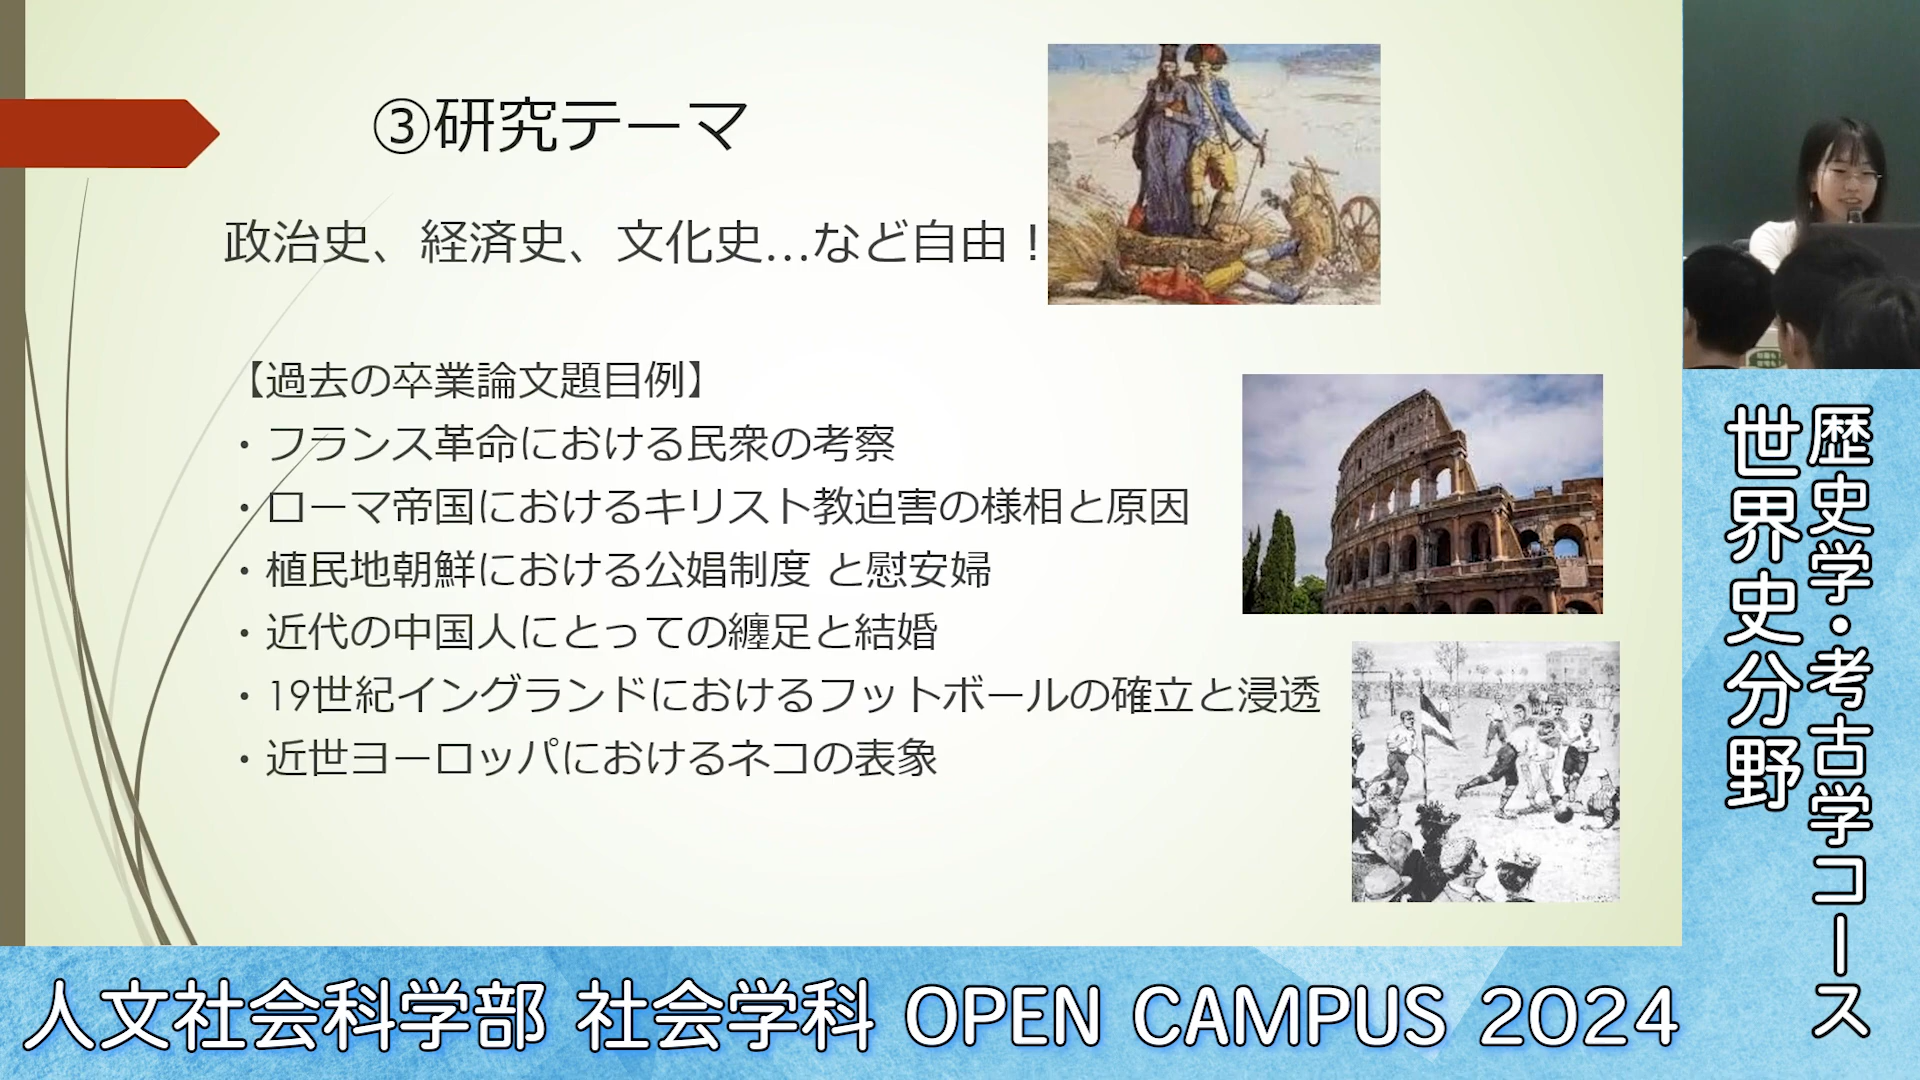 ③研究テーマ
政治史、経済史、文化史…など自由！
【過去の卒業論文題目例】
・フランス革命における民衆の考察
・ローマ帝国におけるキリスト教迫害の様相と原因
・植民地朝鮮における公娼制度 と慰安婦
・近代の中国人にとっての纏足と結婚
・19世紀イングランドにおけるフットボールの確立と浸透
・近世ヨーロッパにおけるネコの表象
歴史学・考古学コース
世界史分野
人文社会科学部 社会学科 OPEN CAMPUS 2024